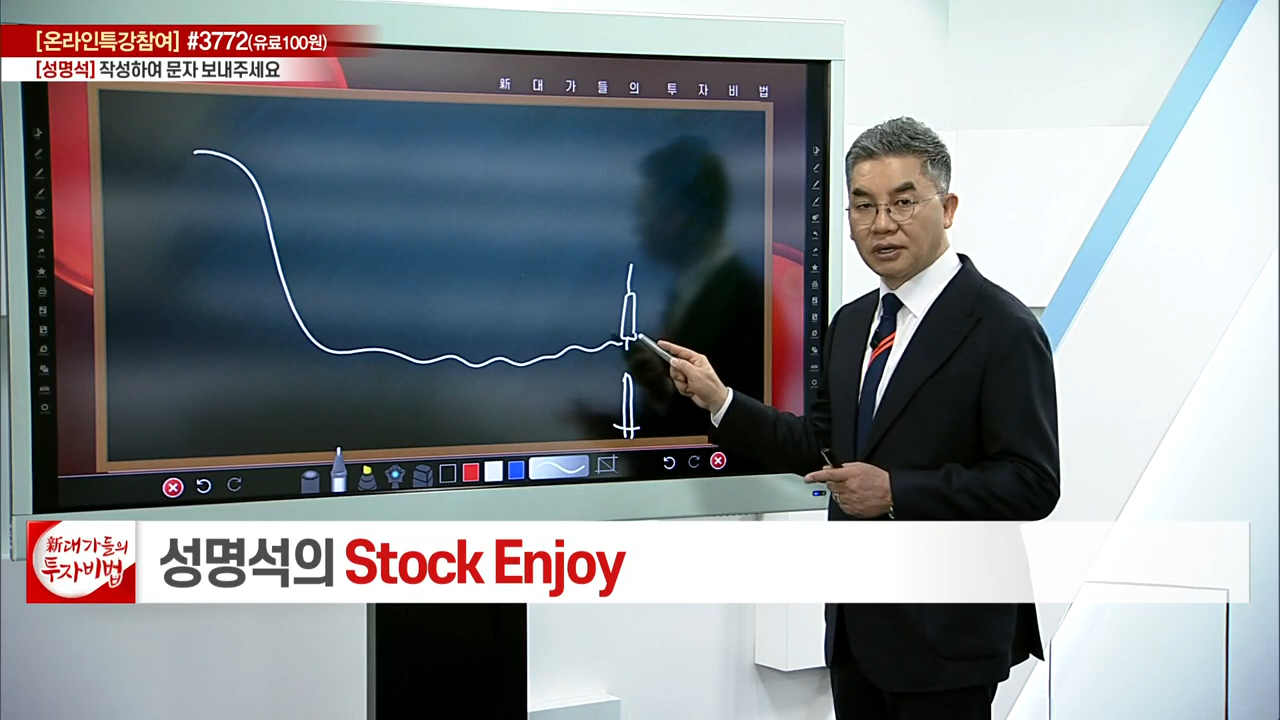 [온라인특강참여] #3772(유료100원)
[성명석] 작성하여 문자 보내주세요
新 대 가 들 의 투 자 비 법
新대가들의
투자비법
성명석의 Stock Enjoy